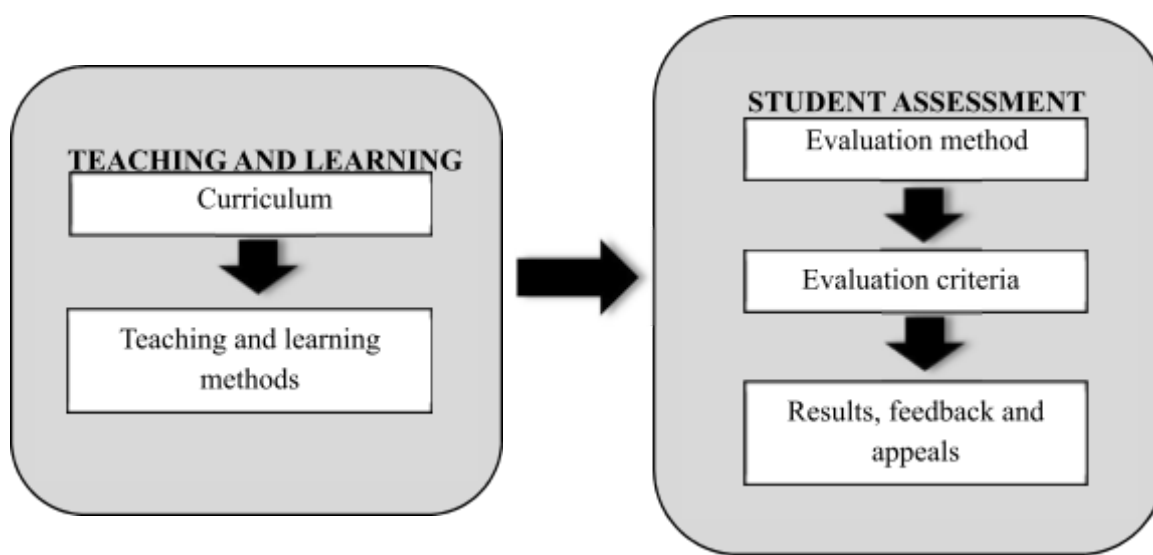 TEACHING AND LEARNING
Curriculum
Teaching and learning
methods
STUDENT ASSESSMENT
Evaluation method
Evaluation criteria
Results, feedback and
appeals